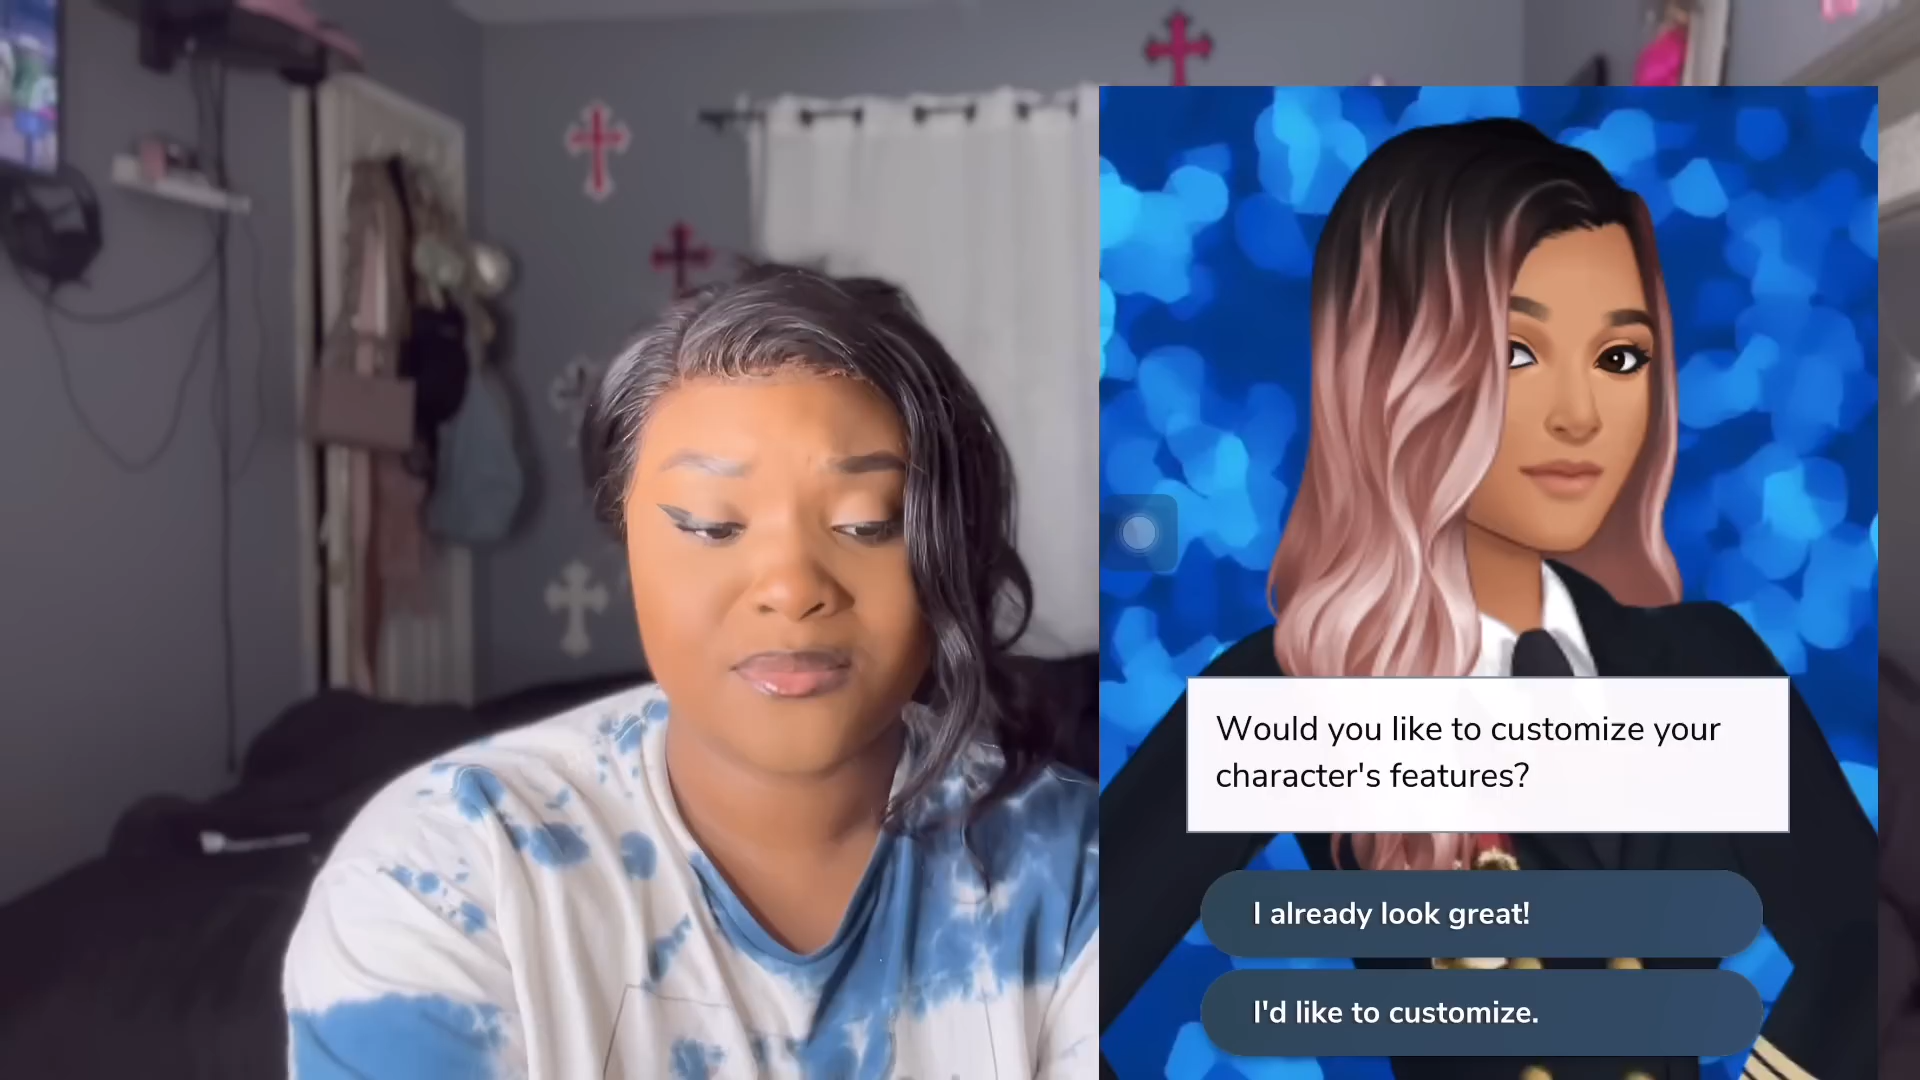 Would you like to customize your
character's features?
I already look great!
I'd like to customize.